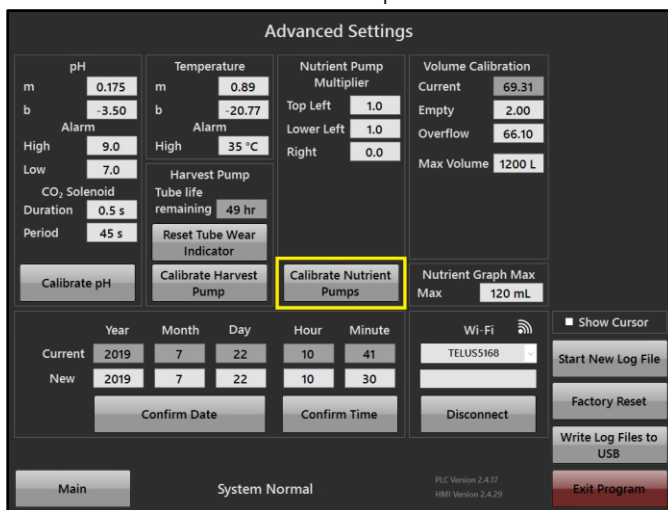 Advanced Settings
pH
m 0.175
b -3.50
Alarm
High 9.0
Low 7.0
CO₂ Solenoid
Duration 0.5 s
Period 45 s
Calibrate pH
Temperature
m 0.89
b -20.77
Alarm
High 35 °C
Harvest Pump
Tube life
remaining 49 hr
Reset Tube Wear
Indicator
Calibrate Harvest
Pump
Nutrient Pump
Multiplier
Top Left 1.0
Lower Left 1.0
Right 0.0
Calibrate Nutrient
Pumps
Volume Calibration
Current 69.31
Empty 2.00
Overflow 66.10
Max Volume 1200 L
Nutrient Graph Max
Max 120 mL
Year Month Day Hour Minute
Current 2019 7 22 10 41
New 2019 7 22 10 30
Confirm Date Confirm Time
Wi-Fi
TELUS5168
Disconnect
Show Cursor
Start New Log File
Factory Reset
Write Log Files to
USB
Exit Program
Main
System Normal
PLC Version 2.4.17
HMI Version 2.4.29